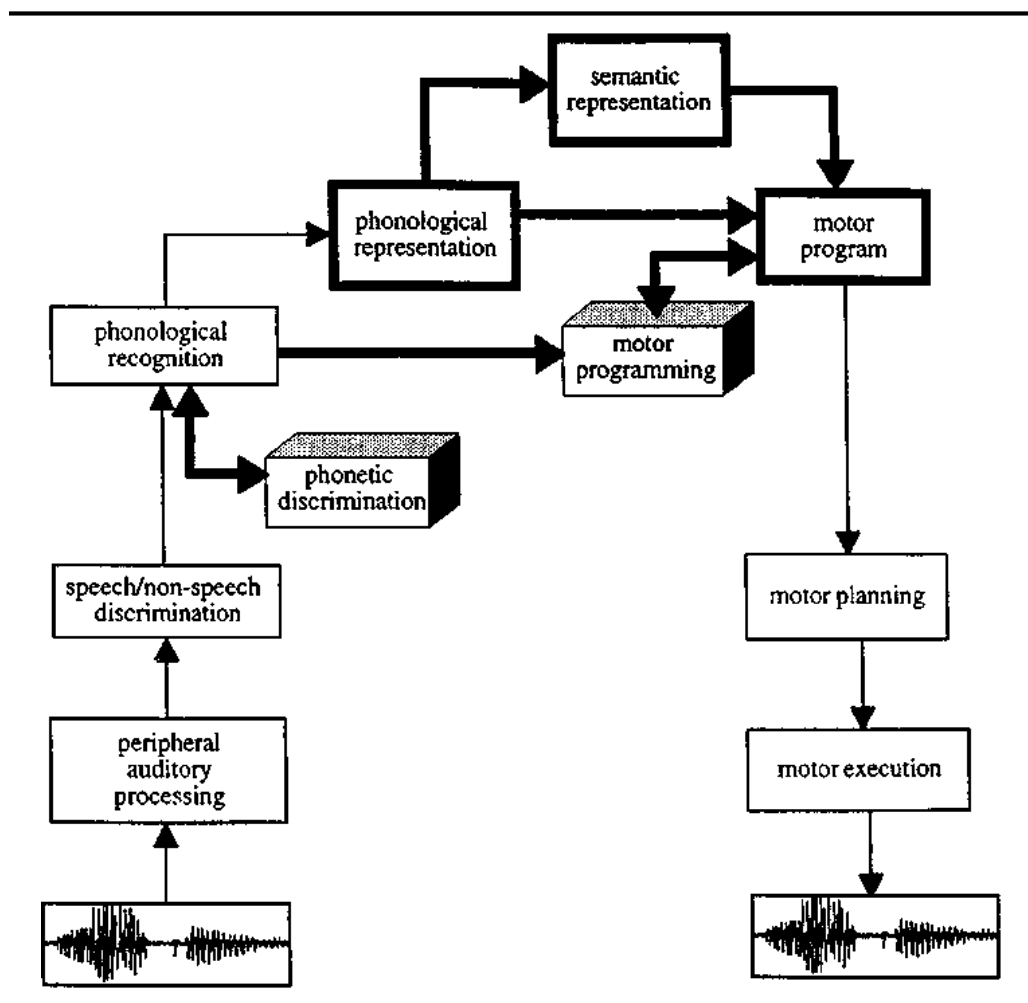 semantic
representation
phonological
representation
motor
program
phonological
recognition
motor
programming
phonetic
discrimination
speech/non-speech
discrimination
motor planning
peripheral
auditory
processing
motor execution